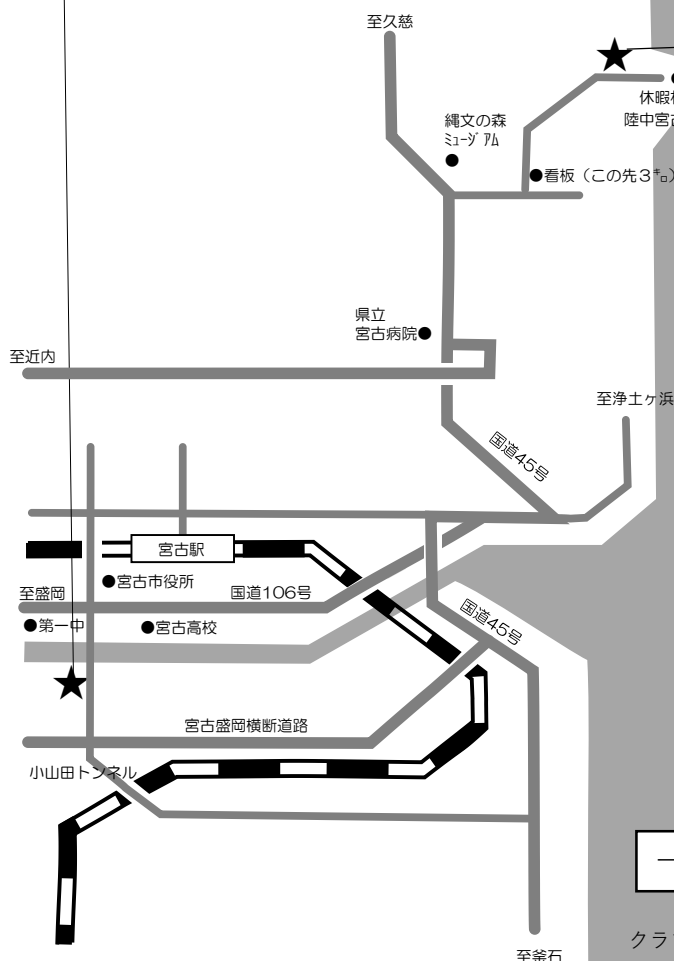 至久慈
休暇
陸中宮古
縄文の森
ﾐｭｰｼﾞｱﾑ
看板（この先３㌔）
県立
宮古病院
至近内
至浄土ヶ浜
国道45号
宮古駅
宮古市役所
至盛岡
国道106号
第一中
宮古高校
国道45号
宮古盛岡横断道路
小山田トンネル
クラ
至釜石